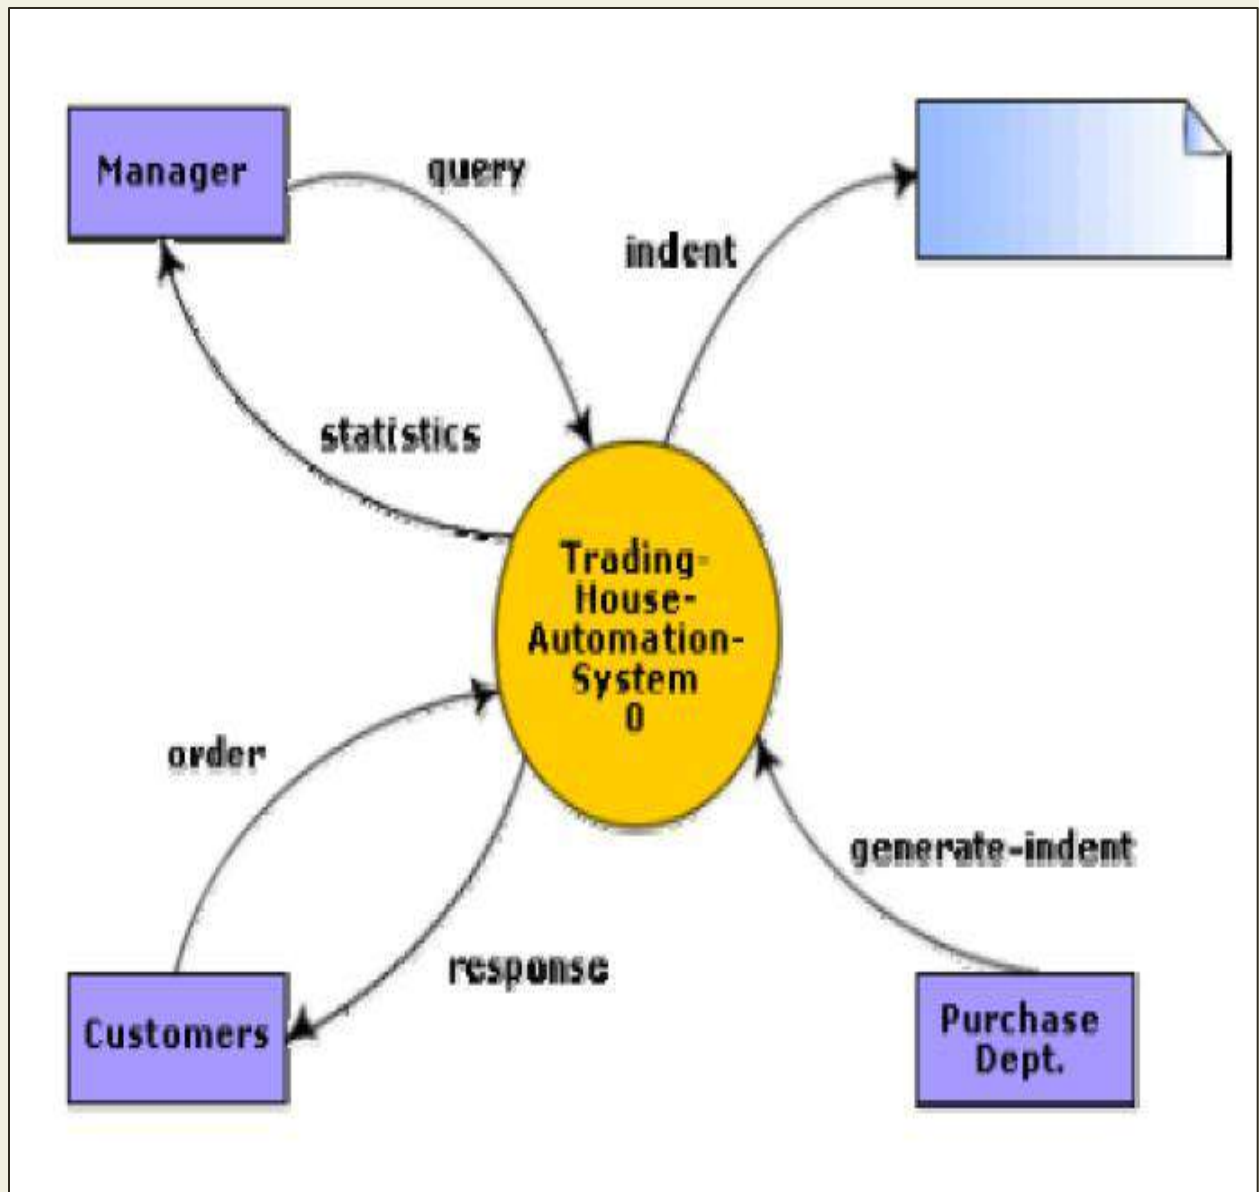 Manager
query
indent
statistics
Trading-
House-
Automation-
System
0
order
generate-indent
response
Customers
Purchase
Dept.